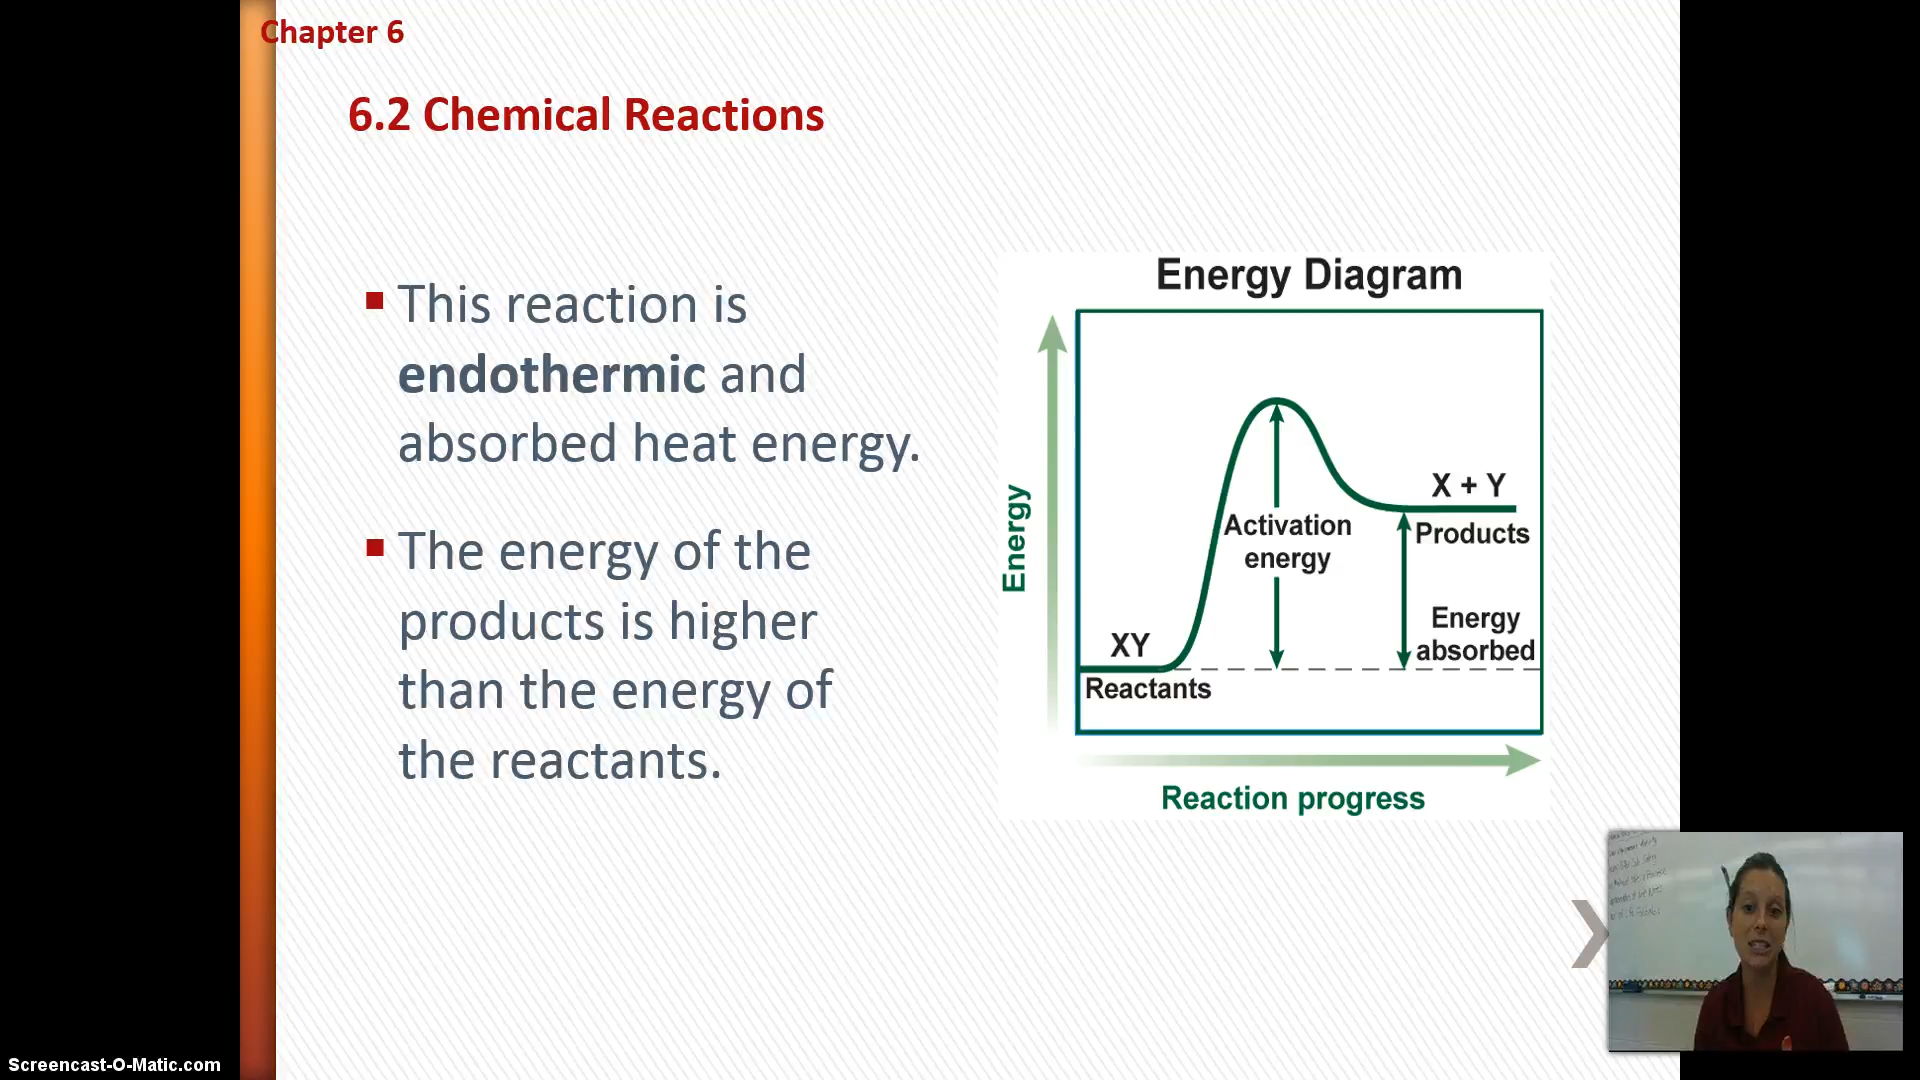 Chapter 6
6.2 Chemical Reactions
This reaction is
endothermic and
absorbed heat energy.
The energy of the
products is higher
than the energy of
the reactants.
Energy Diagram
Energy
X + Y
Activation
energy
Products
Energy
absorbed
XY
Reactants
Reaction progress
Screencast-O-Matic.com